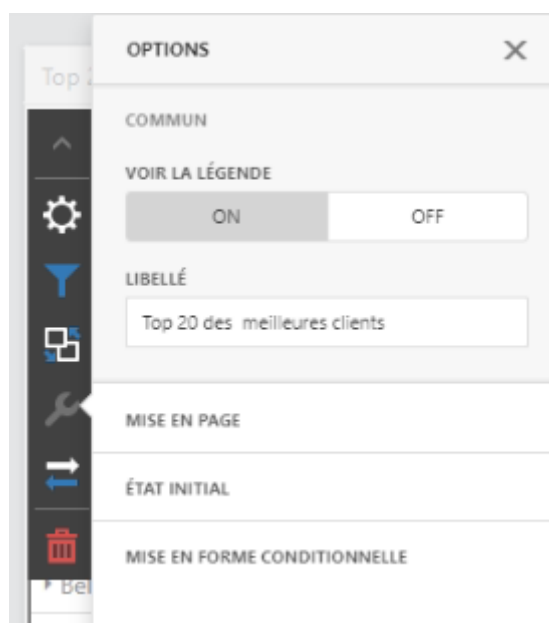 OPTIONS
Top 2
COMMUN
VOIR LA LÉGENDE
ON OFF
LIBELLÉ
Top 20 des  meilleures clients
MISE EN PAGE
ÉTAT INITIAL
MISE EN FORME CONDITIONNELLE
Bel